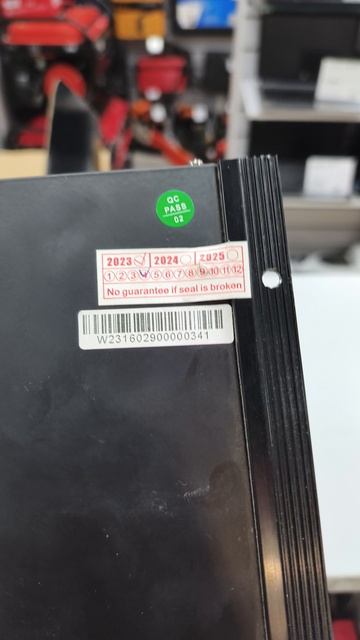 QC
PASS
02
2023 2024 2025
1 2 3 4 5 6 7 8 9 10 11 12
No guarantee if seal is broken
W231602900000341